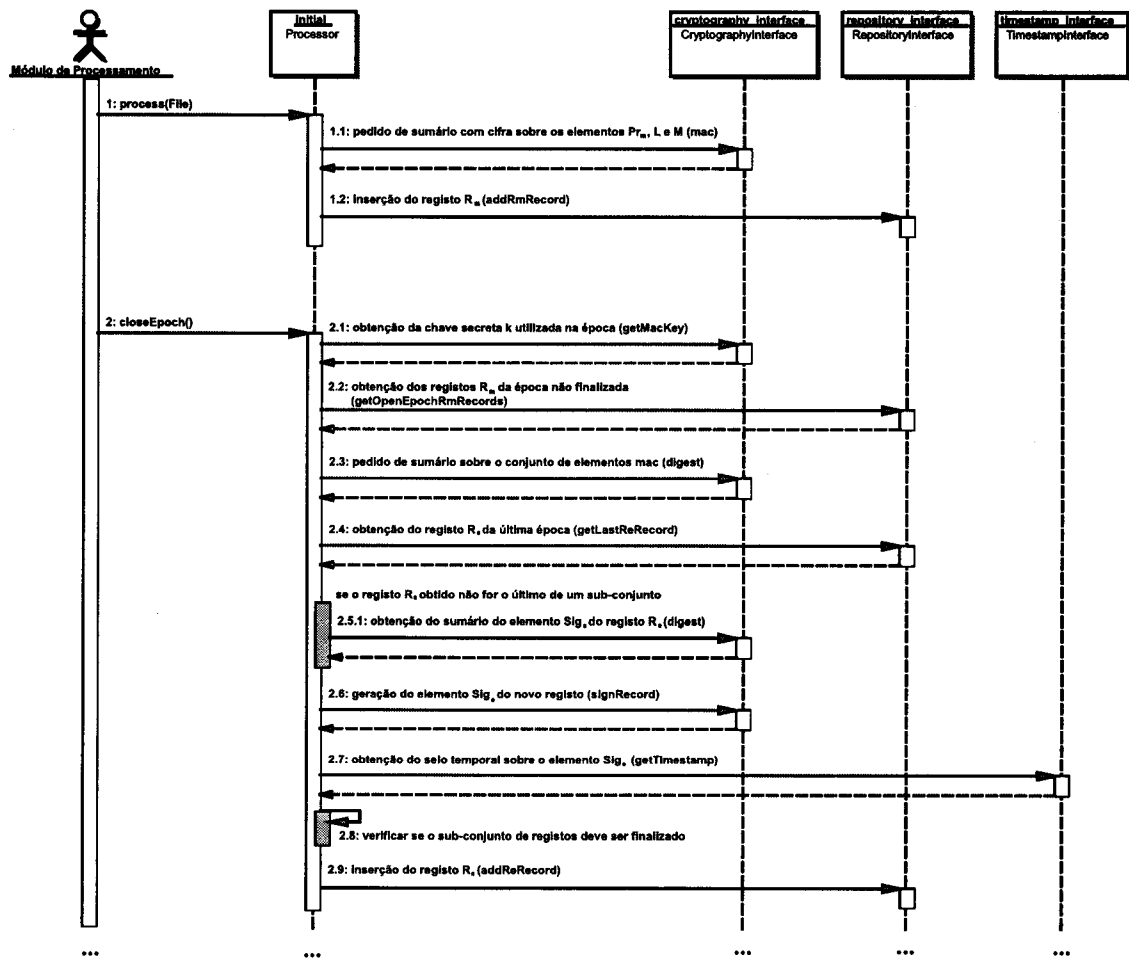 initial
Processor
cryptography_interface
CryptographyInterface
repository_interface
RepositoryInterface
timestamp_interface
TimestampInterface
Módulo de Processamento
1: process(File)
1.1: pedido de sumário com cifra sobre os elementos Prₘ, L e M (mac)
1.2: inserção do registo Rₘ (addRmRecord)
2: closeEpoch()
2.1: obtenção da chave secreta k utilizada na época (getMacKey)
2.2: obtenção dos registos Rₘ da época não finalizada
(getOpenEpochRmRecords)
2.3: pedido de sumário sobre o conjunto de elementos mac (digest)
2.4: obtenção do registo Rₑ da última época (getLastReRecord)
se o registo Rₑ obtido não for o último de um sub-conjunto
2.5.1: obtenção do sumário do elemento Sigₑ do registo Rₑ (digest)
2.6: geração do elemento Sigₑ do novo registo (signRecord)
2.7: obtenção do selo temporal sobre o elemento Sigₑ (getTimestamp)
2.8: verificar se o sub-conjunto de registos deve ser finalizado
2.9: inserção do registo Rₑ (addReRecord)
... ... ... ... ...